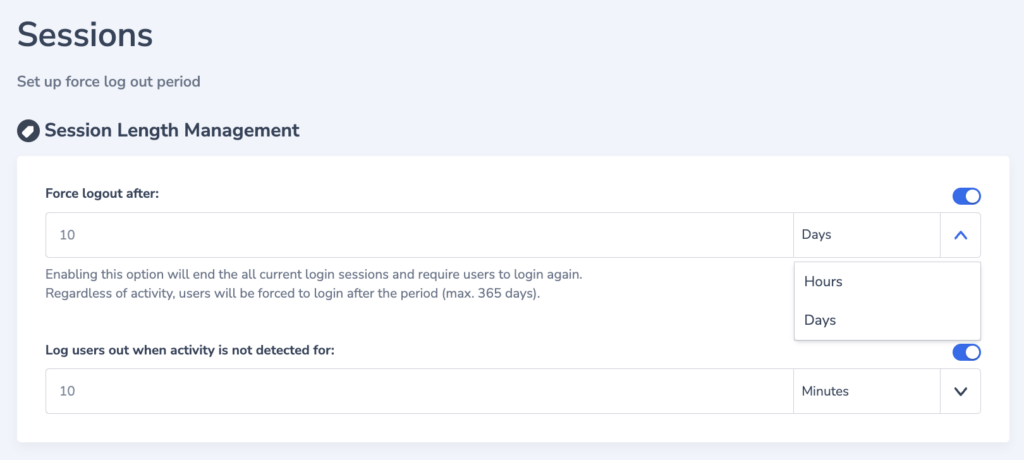 Sessions
Set up force log out period
Session Length Management
Force logout after:
10
Days
Enabling this option will end the all current login sessions and require users to login again.
Regardless of activity, users will be forced to login after the period (max. 365 days).
Hours
Days
Log users out when activity is not detected for:
10
Minutes